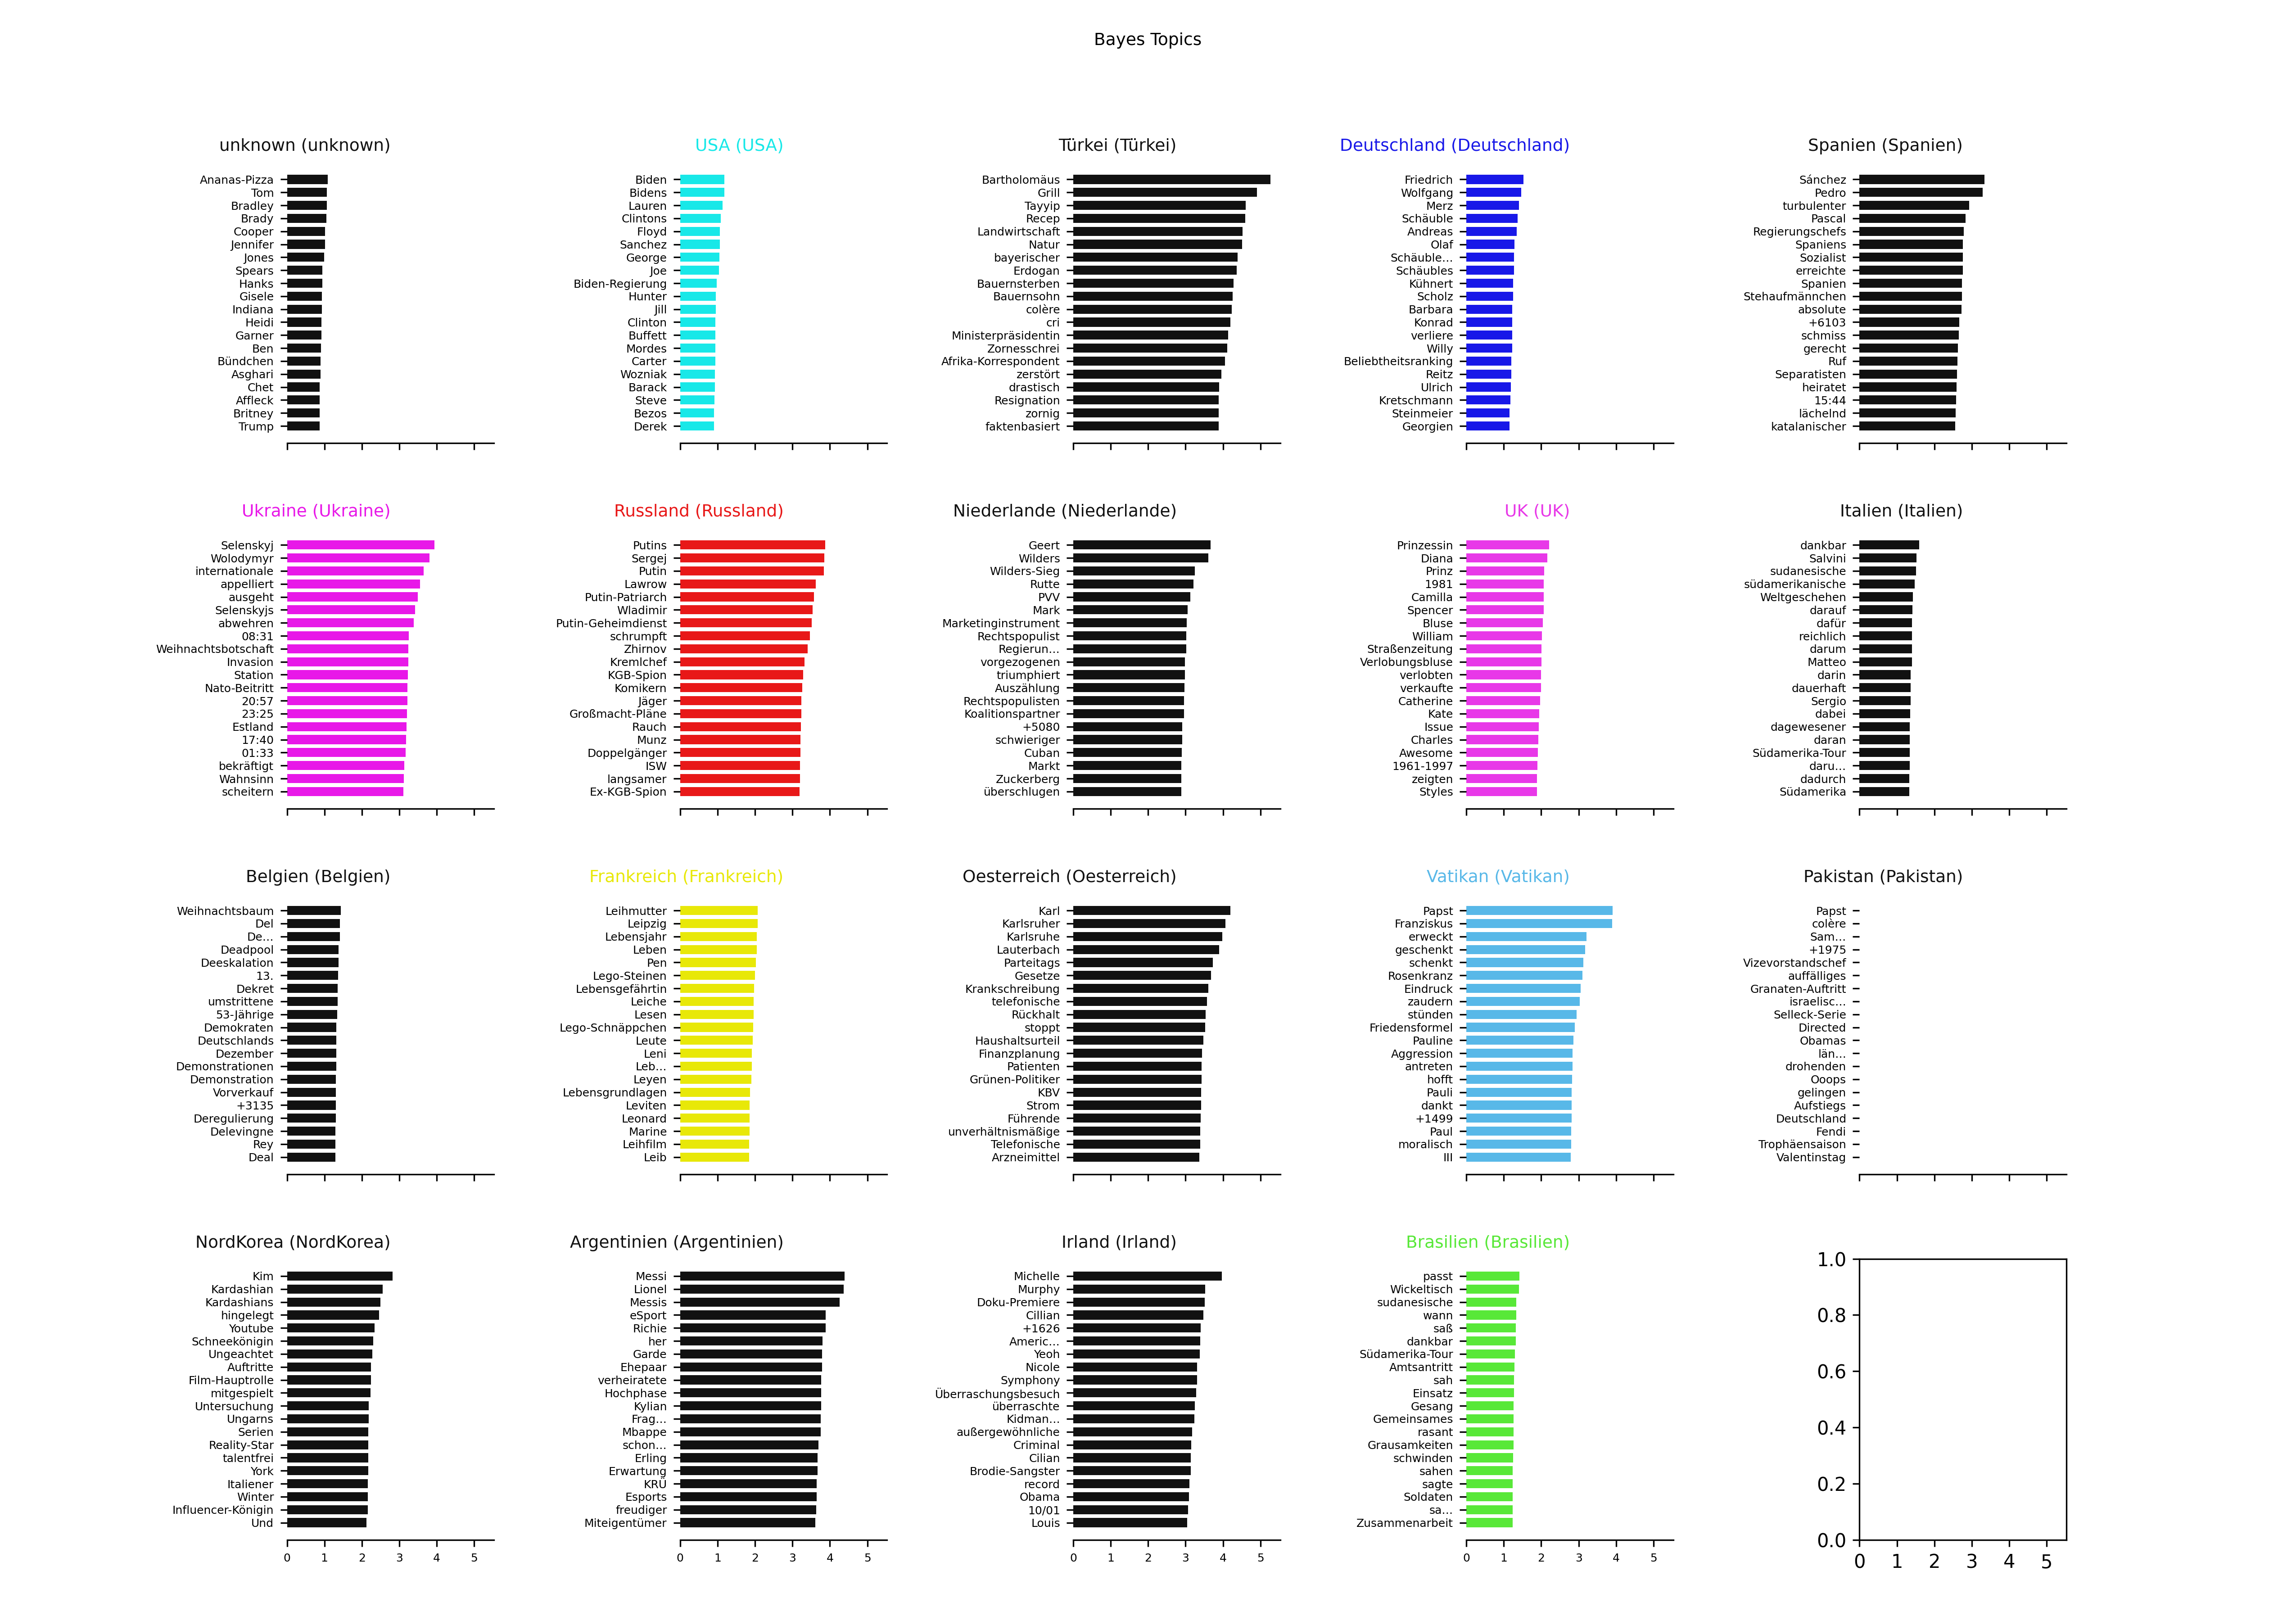 Bayes Topics
unknown (unknown)
Ananas-Pizza
Tom
Bradley
Brady
Cooper
Jennifer
Jones
Spears
Hanks
Gisele
Indiana
Heidi
Garner
Ben
Bündchen
Asghari
Chet
Affleck
Britney
Trump
USA (USA)
Biden
Bidens
Lauren
Clintons
Floyd
Sanchez
George
Joe
Biden-Regierung
Hunter
Jill
Clinton
Buffett
Mordes
Carter
Wozniak
Barack
Steve
Bezos
Derek
Türkei (Türkei)
Bartholomäus
Grill
Tayyip
Recep
Landwirtschaft
Natur
bayerischer
Erdogan
Bauernsterben
Bauernsohn
colère
cri
Ministerpräsidentin
Zornesschrei
Afrika-Korrespondent
zerstört
drastisch
Resignation
zornig
faktenbasiert
Deutschland (Deutschland)
Friedrich
Wolfgang
Merz
Schäuble
Andreas
Olaf
Schäuble…
Schäubles
Kühnert
Scholz
Barbara
Konrad
verliere
Willy
Beliebtheitsranking
Reitz
Ulrich
Kretschmann
Steinmeier
Georgien
Spanien (Spanien)
Sánchez
Pedro
turbulenter
Pascal
Regierungschefs
Spaniens
Sozialist
erreichte
Spanien
Stehaufmännchen
absolute
+6103
schmiss
gerecht
Ruf
Separatisten
heiratet
15:44
lächelnd
katalanischer
Ukraine (Ukraine)
Selenskyj
Wolodymyr
internationale
appelliert
ausgeht
Selenskyjs
abwehren
08:31
Weihnachtsbotschaft
Invasion
Station
Nato-Beitritt
20:57
23:25
Estland
17:40
01:33
bekräftigt
Wahnsinn
scheitern
Russland (Russland)
Putins
Sergej
Putin
Lawrow
Putin-Patriarch
Wladimir
Putin-Geheimdienst
schrumpft
Zhirnov
Kremlchef
KGB-Spion
Komikern
Jäger
Großmacht-Pläne
Rauch
Munz
Doppelgänger
ISW
langsamer
Ex-KGB-Spion
Niederlande (Niederlande)
Geert
Wilders
Wilders-Sieg
Rutte
PVV
Mark
Marketinginstrument
Rechtspopulist
Regierun…
vorgezogenen
triumphiert
Auszählung
Rechtspopulisten
Koalitionspartner
+5080
schwieriger
Cuban
Markt
Zuckerberg
überschlugen
UK (UK)
Prinzessin
Diana
Prinz
1981
Camilla
Spencer
Bluse
William
Straßenzeitung
Verlobungsbluse
verlobten
verkaufte
Catherine
Kate
Issue
Charles
Awesome
1961-1997
zeigten
Styles
Italien (Italien)
dankbar
Salvini
sudanesische
südamerikanische
Weltgeschehen
darauf
dafür
reichlich
darum
Matteo
darin
dauerhaft
Sergio
dabei
dagewesener
daran
Südamerika-Tour
daru…
dadurch
Südamerika
Belgien (Belgien)
Weihnachtsbaum
Del
De…
Deadpool
Deeskalation
13.
Dekret
umstrittene
53-Jährige
Demokraten
Deutschlands
Dezember
Demonstrationen
Demonstration
Vorverkauf
+3135
Deregulierung
Delevingne
Rey
Deal
Frankreich (Frankreich)
Leihmutter
Leipzig
Lebensjahr
Leben
Pen
Lego-Steinen
Lebensgefährtin
Leiche
Lesen
Lego-Schnäppchen
Leute
Leni
Leb…
Leyen
Lebensgrundlagen
Leviten
Leonard
Marine
Leihfilm
Leib
Oesterreich (Oesterreich)
Karl
Karlsruher
Karlsruhe
Lauterbach
Parteitags
Gesetze
Krankschreibung
telefonische
Rückhalt
stoppt
Haushaltsurteil
Finanzplanung
Patienten
Grünen-Politiker
KBV
Strom
Führende
unverhältnismäßige
Telefonische
Arzneimittel
Vatikan (Vatikan)
Papst
Franziskus
erweckt
geschenkt
schenkt
Rosenkranz
Eindruck
zaudern
stünden
Friedensformel
Pauline
Aggression
antreten
hofft
Pauli
dankt
+1499
Paul
moralisch
III
Pakistan (Pakistan)
Papst
colère
Sam…
+1975
Vizevorstandschef
auffälliges
Granaten-Auftritt
israelisc…
Selleck-Serie
Directed
Obamas
län…
drohenden
Ooops
gelingen
Aufstiegs
Deutschland
Fendi
Trophäensaison
Valentinstag
NordKorea (NordKorea)
Kim
Kardashian
Kardashians
hingelegt
Youtube
Schneekönigin
Ungeachtet
Auftritte
Film-Hauptrolle
mitgespielt
Untersuchung
Ungarns
Serien
Reality-Star
talentfrei
York
Italiener
Winter
Influencer-Königin
Und
0 1 2 3 4 5
Argentinien (Argentinien)
Messi
Lionel
Messis
eSport
Richie
her
Garde
Ehepaar
verheiratete
Hochphase
Kylian
Frag…
Mbappe
schon…
Erling
Erwartung
KRÜ
Esports
freudiger
Miteigentümer
0 1 2 3 4 5
Irland (Irland)
Michelle
Murphy
Doku-Premiere
Cillian
+1626
Americ…
Yeoh
Nicole
Symphony
Überraschungsbesuch
überraschte
Kidman…
außergewöhnliche
Criminal
Cilian
Brodie-Sangster
record
Obama
10/01
Louis
0 1 2 3 4 5
Brasilien (Brasilien)
passt
Wickeltisch
sudanesische
wann
saß
dankbar
Südamerika-Tour
Amtsantritt
sah
Einsatz
Gesang
Gemeinsames
rasant
Grausamkeiten
schwinden
sahen
sagte
Soldaten
sa…
Zusammenarbeit
0 1 2 3 4 5
1.0
0.8
0.6
0.4
0.2
0.0
0 1 2 3 4 5